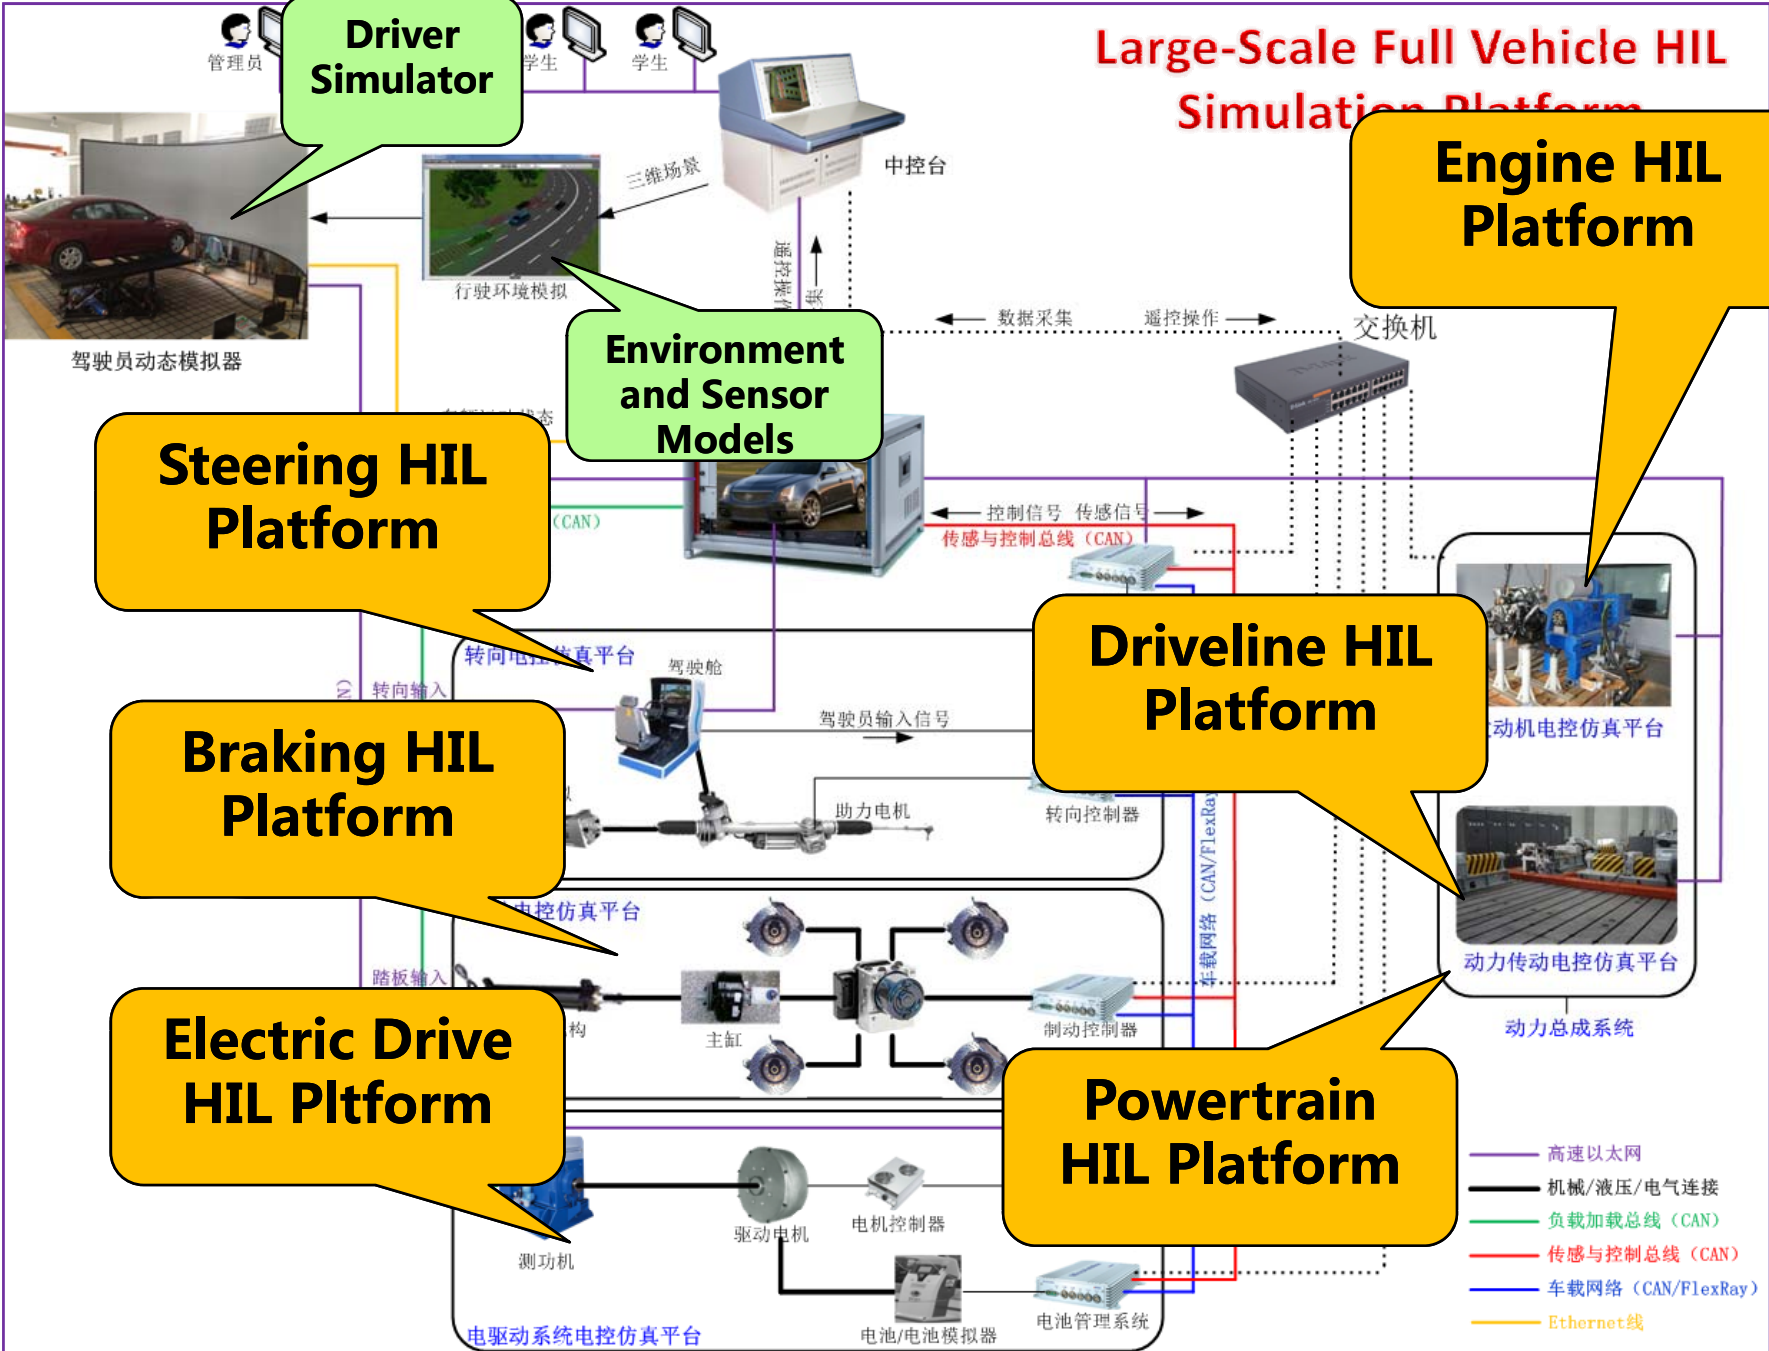 Large-Scale Full Vehicle HIL
Simulation Platform
管理员
学生
学生
Driver
Simulator
中控台
三维场景
行驶环境模拟
驾驶员动态模拟器
遥控操作
数据采集
遥控操作
交换机
Engine HIL
Platform
Environment
and Sensor
Models
Steering HIL
Platform
(CAN)
控制信号 传感信号
传感与控制总线 (CAN)
转向电控仿真平台
驾驶舱
转向输入
驾驶员输入信号
Driveline HIL
Platform
动机电控仿真平台
Braking HIL
Platform
助力电机
转向控制器
车载网络 (CAN/FlexRay
电控仿真平台
动力传动电控仿真平台
动力总成系统
踏板输入
构
主缸
制动控制器
Electric Drive
HIL Pltform
Powertrain
HIL Platform
测功机
驱动电机
电机控制器
电池/电池模拟器
电池管理系统
电驱动系统电控仿真平台
高速以太网
机械/液压/电气连接
负载加载总线 (CAN)
传感与控制总线 (CAN)
车载网络 (CAN/FlexRay)
Ethernet线